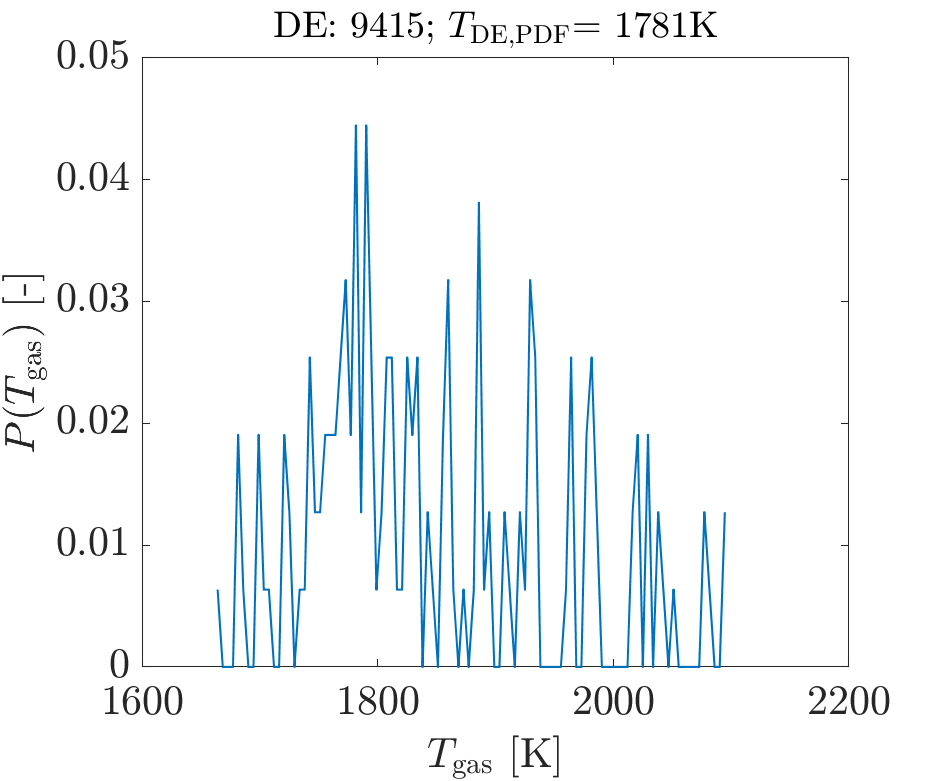 DE: 9415; T_DE,PDF= 1781K
0.05
0.04
0.03
0.02
0.01
0
P(T_gas) [-]
1600 1800 2000 2200
T_gas [K]